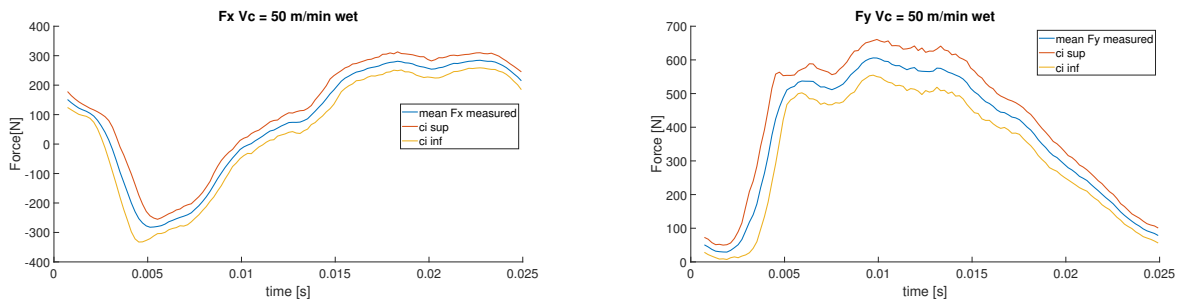 Fx Vc = 50 m/min wet
400
300
200
100
0
-100
-200
-300
-400
Force[N]
0
0.005
0.01
0.015
0.02
0.025
time [s]
mean Fx measured
ci sup
ci inf
Fy Vc = 50 m/min wet
700
600
500
400
300
200
100
0
Force [N]
0
0.005
0.01
0.015
0.02
0.025
time [s]
mean Fy measured
ci sup
ci inf